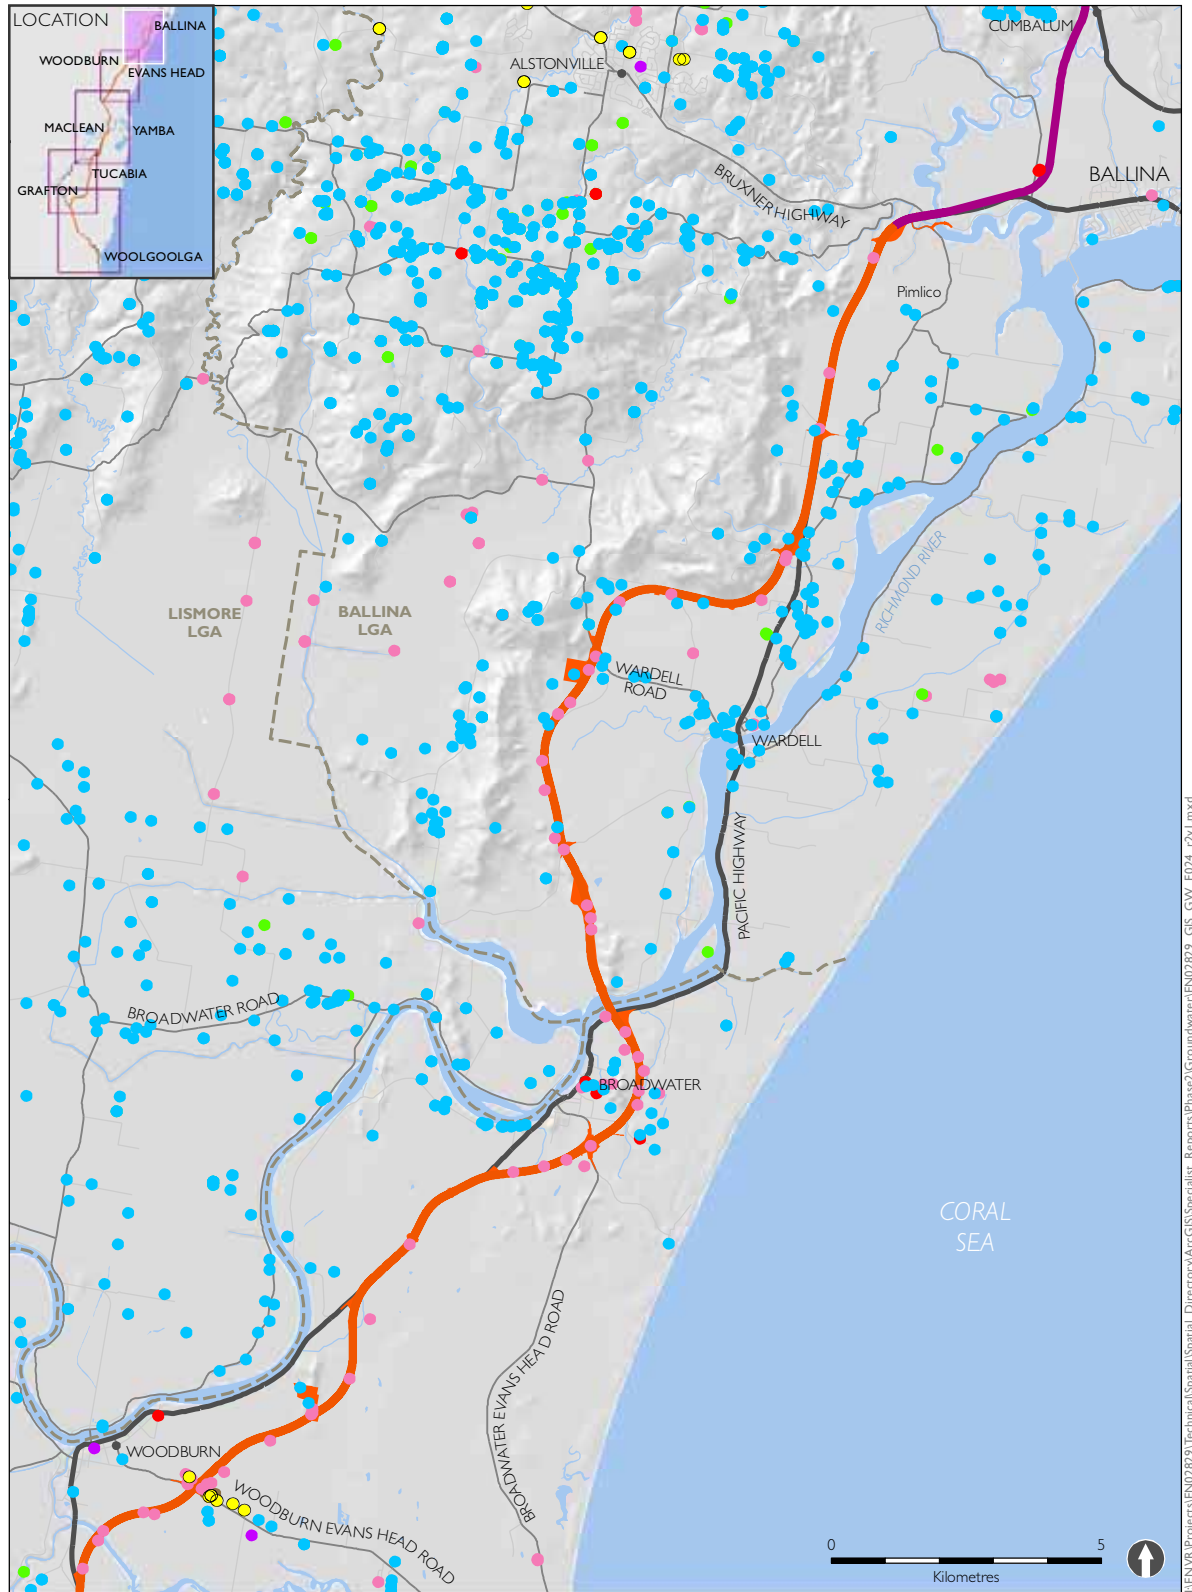 LOCATION
BALLINA
WOODBURN
EVANS HEAD
MACLEAN
YAMBA
TUCABIA
GRAFTON
WOOLGOOLGA
CUMBALUM
ALSTONVILLE
BRUXNER HIGHWAY
BALLINA
Pimlico
RICHMOND RIVER
LISMORE
LGA
BALLINA
LGA
WARDELL
ROAD
WARDELL
PACIFIC HIGHWAY
BROADWATER ROAD
BROADWATER
CORAL
SEA
BROADWATER EVANS HEAD ROAD
WOODBURN
WOODBURN EVANS HEAD ROAD
0
5
Kilometres